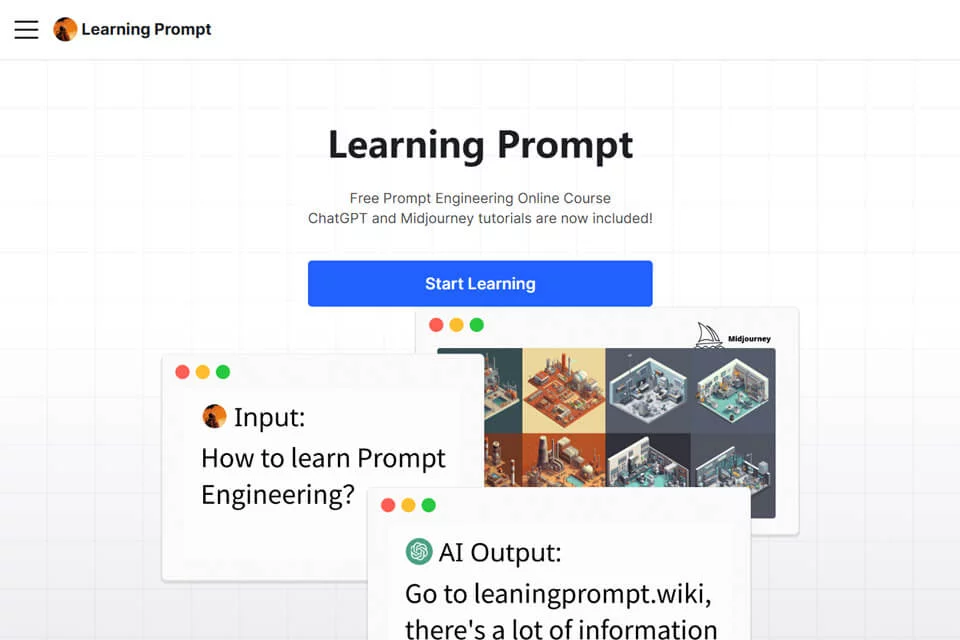 Learning Prompt
Learning Prompt
Free Prompt Engineering Online Course
ChatGPT and Midjourney tutorials are now included!
Start Learning
Midjourney
Input:
How to learn Prompt
Engineering?
AI Output:
Go to leaningprompt.wiki,
there's a lot of information